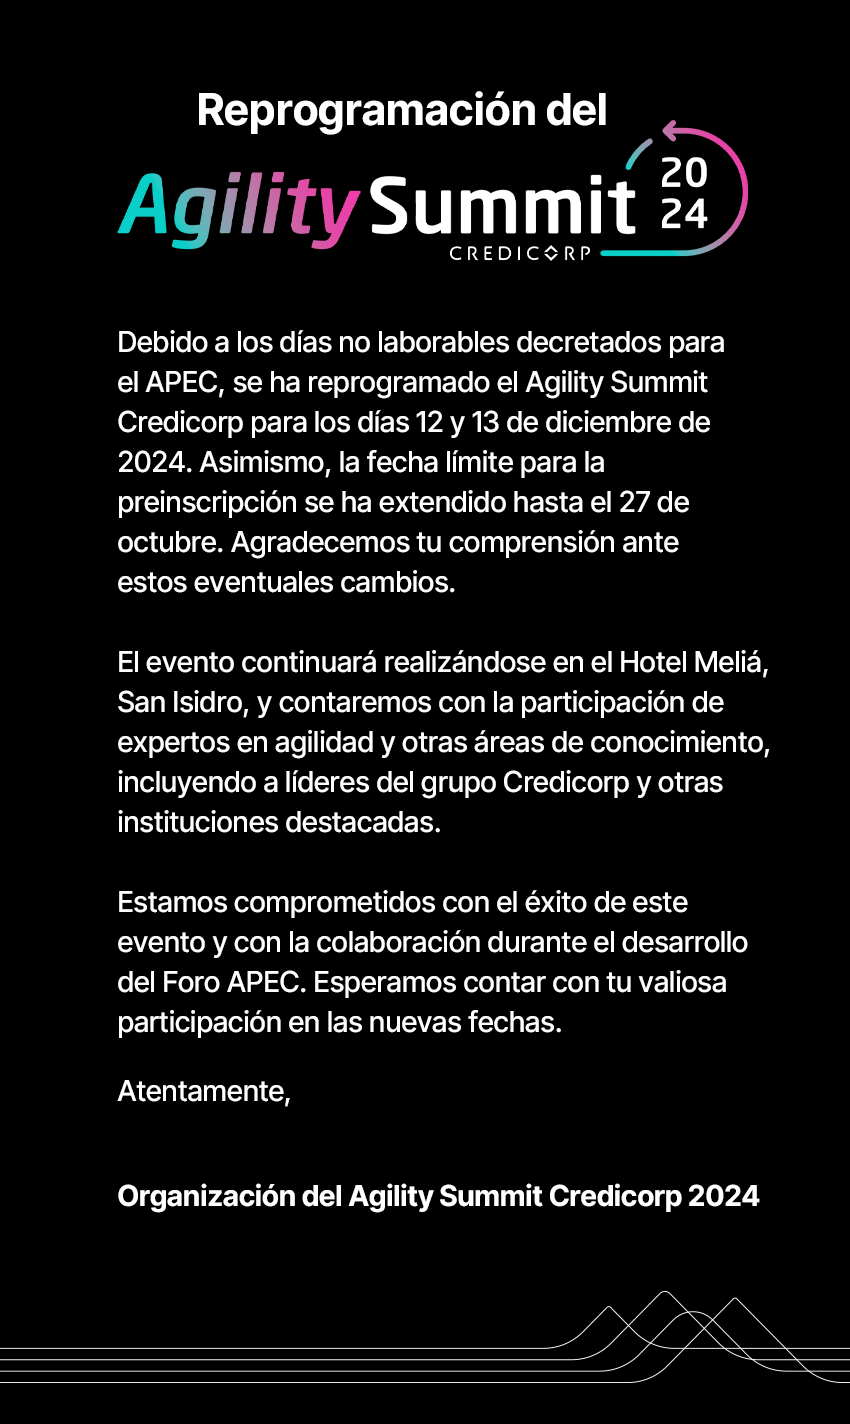 Reprogramación del
Agility Summit 2024
CREDICORP
Debido a los días no laborables decretados para
el APEC, se ha reprogramado el Agility Summit
Credicorp para los días 12 y 13 de diciembre de
2024. Asimismo, la fecha límite para la
preinscripción se ha extendido hasta el 27 de
octubre. Agradecemos tu comprensión ante
estos eventuales cambios.
El evento continuará realizándose en el Hotel Meliá,
San Isidro, y contaremos con la participación de
expertos en agilidad y otras áreas de conocimiento,
incluyendo a líderes del grupo Credicorp y otras
instituciones destacadas.
Estamos comprometidos con el éxito de este
evento y con la colaboración durante el desarrollo
del Foro APEC. Esperamos contar con tu valiosa
participación en las nuevas fechas.
Atentamente,
Organización del Agility Summit Credicorp 2024